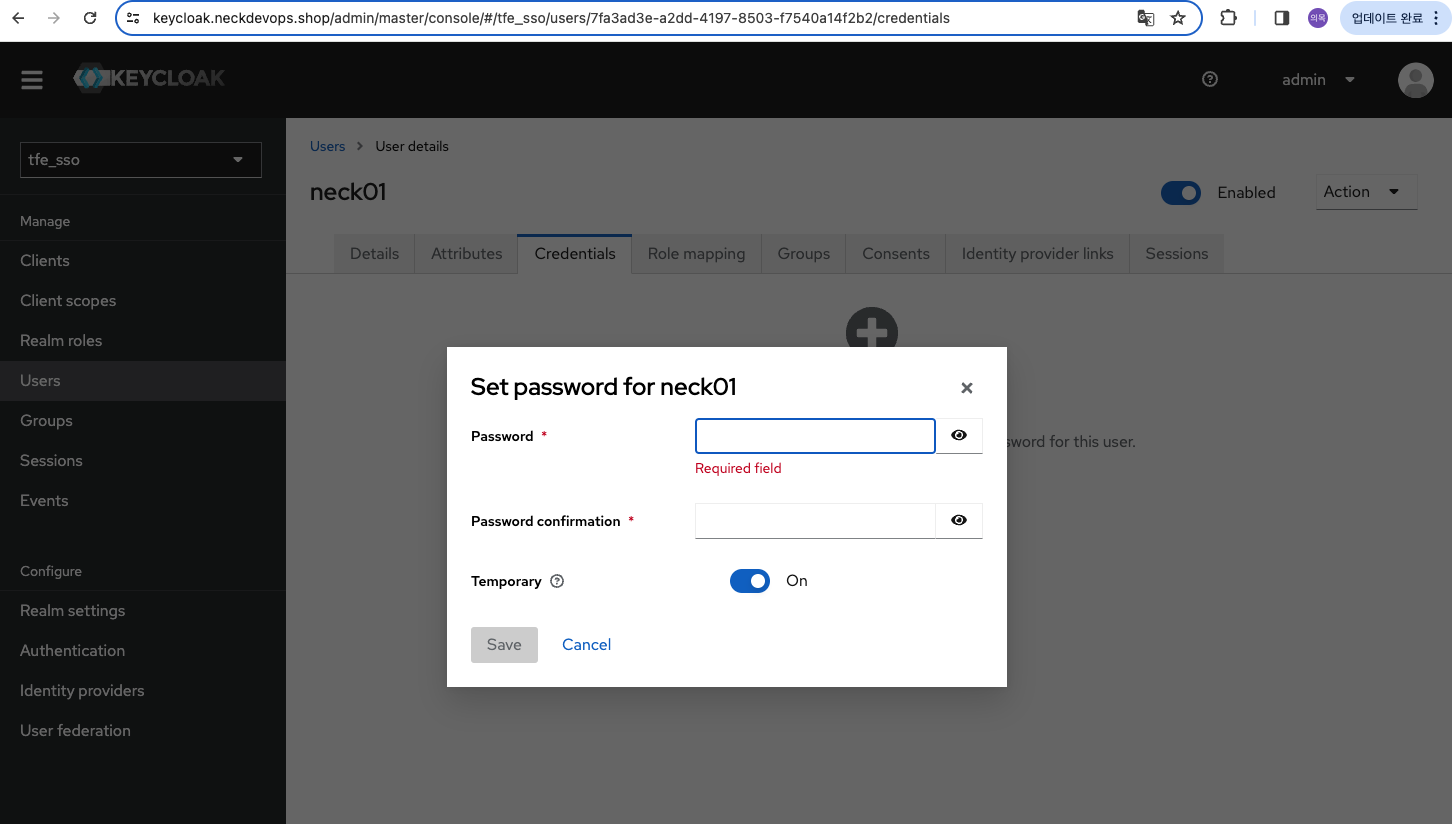 keycloak.neckdevops.shop/admin/master/console/#/tfe_sso/users/7fa3ad3e-a2dd-4197-8503-f7540a14f2b2/credentials
의목
업데이트 완료
KEYCLOAK
admin
tfe_sso
Manage
Clients
Client scopes
Realm roles
Users
Groups
Sessions
Events
Configure
Realm settings
Authentication
Identity providers
User federation
Users > User details
neck01
Enabled
Action
Details Attributes Credentials Role mapping Groups Consents Identity provider links Sessions
sword for this user.
Set password for neck01
Password *
Required field
Password confirmation *
Temporary
On
Save Cancel